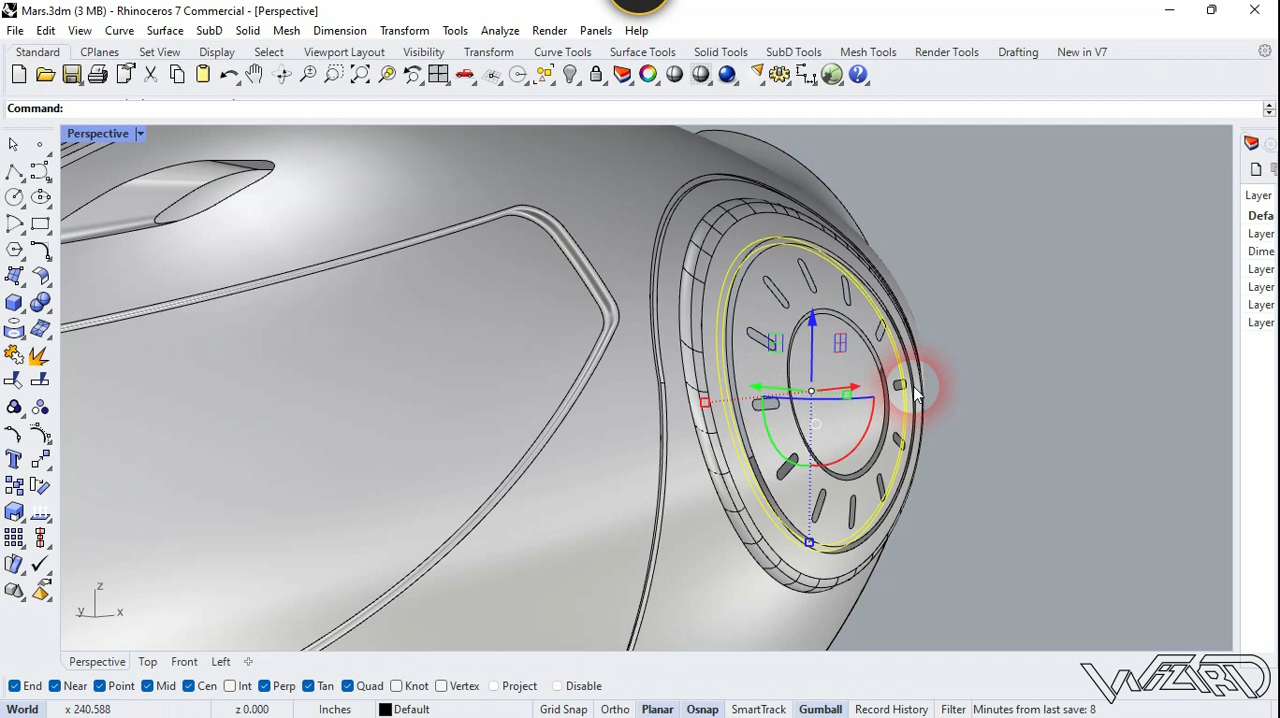 Mars.3dm (3 MB) - Rhinoceros 7 Commercial - [Perspective]
File Edit View Curve Surface SubD Solid Mesh Dimension Transform Tools Analyze Render Panels Help
Standard CPlanes Set View Display Select Viewport Layout Visibility Transform Curve Tools Surface Tools Solid Tools SubD Tools Mesh Tools Render Tools Drafting New in V7
Command:
Perspective
Layer
Defa
Layer
Dime
Layer
Layer
Layer
Layer
z
y x
Perspective Top Front Left
End Near Point Mid Cen Int Perp Tan Quad Knot Vertex Project Disable
WIZARD
World x 240.588 z 0.000 Inches Default Grid Snap Ortho Planar Osnap SmartTrack Gumball Record History Filter Minutes from last save: 8